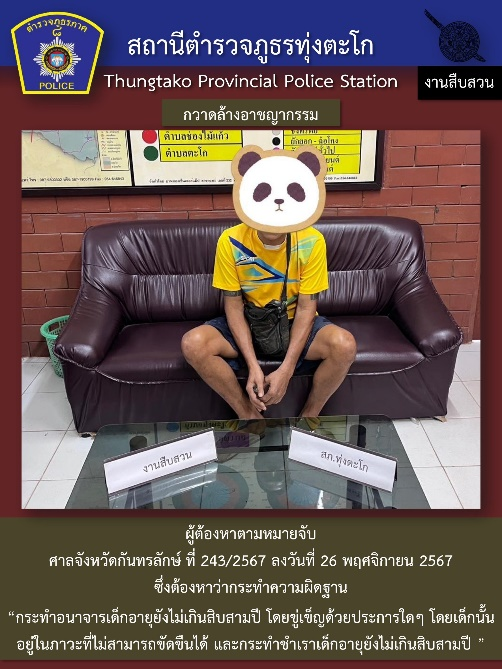 ตำรวจภูธรภาค
๘
POLICE
สถานีตำรวจภูธรทุ่งตะโก
Thungtako Provincial Police Station
งานสืบสวน
กวาดล้างอาชญากรรม
ตำบลช่องไม้แก้ว
ตำบลตะโก
งานสืบสวน
สภ.ทุ่งตะโก
ผู้ต้องหาตามหมายจับ
ศาลจังหวัดกันทรลักษ์ ที่ 243/2567 ลงวันที่ 26 พฤศจิกายน 2567
ซึ่งต้องหาว่ากระทำความผิดฐาน
“กระทำอนาจารเด็กอายุยังไม่เกินสิบสามปี โดยขู่เข็ญด้วยประการใดๆ โดยเด็กนั้น
อยู่ในภาวะที่ไม่สามารถขัดขืนได้ และกระทำชำเราเด็กอายุยังไม่เกินสิบสามปี ”